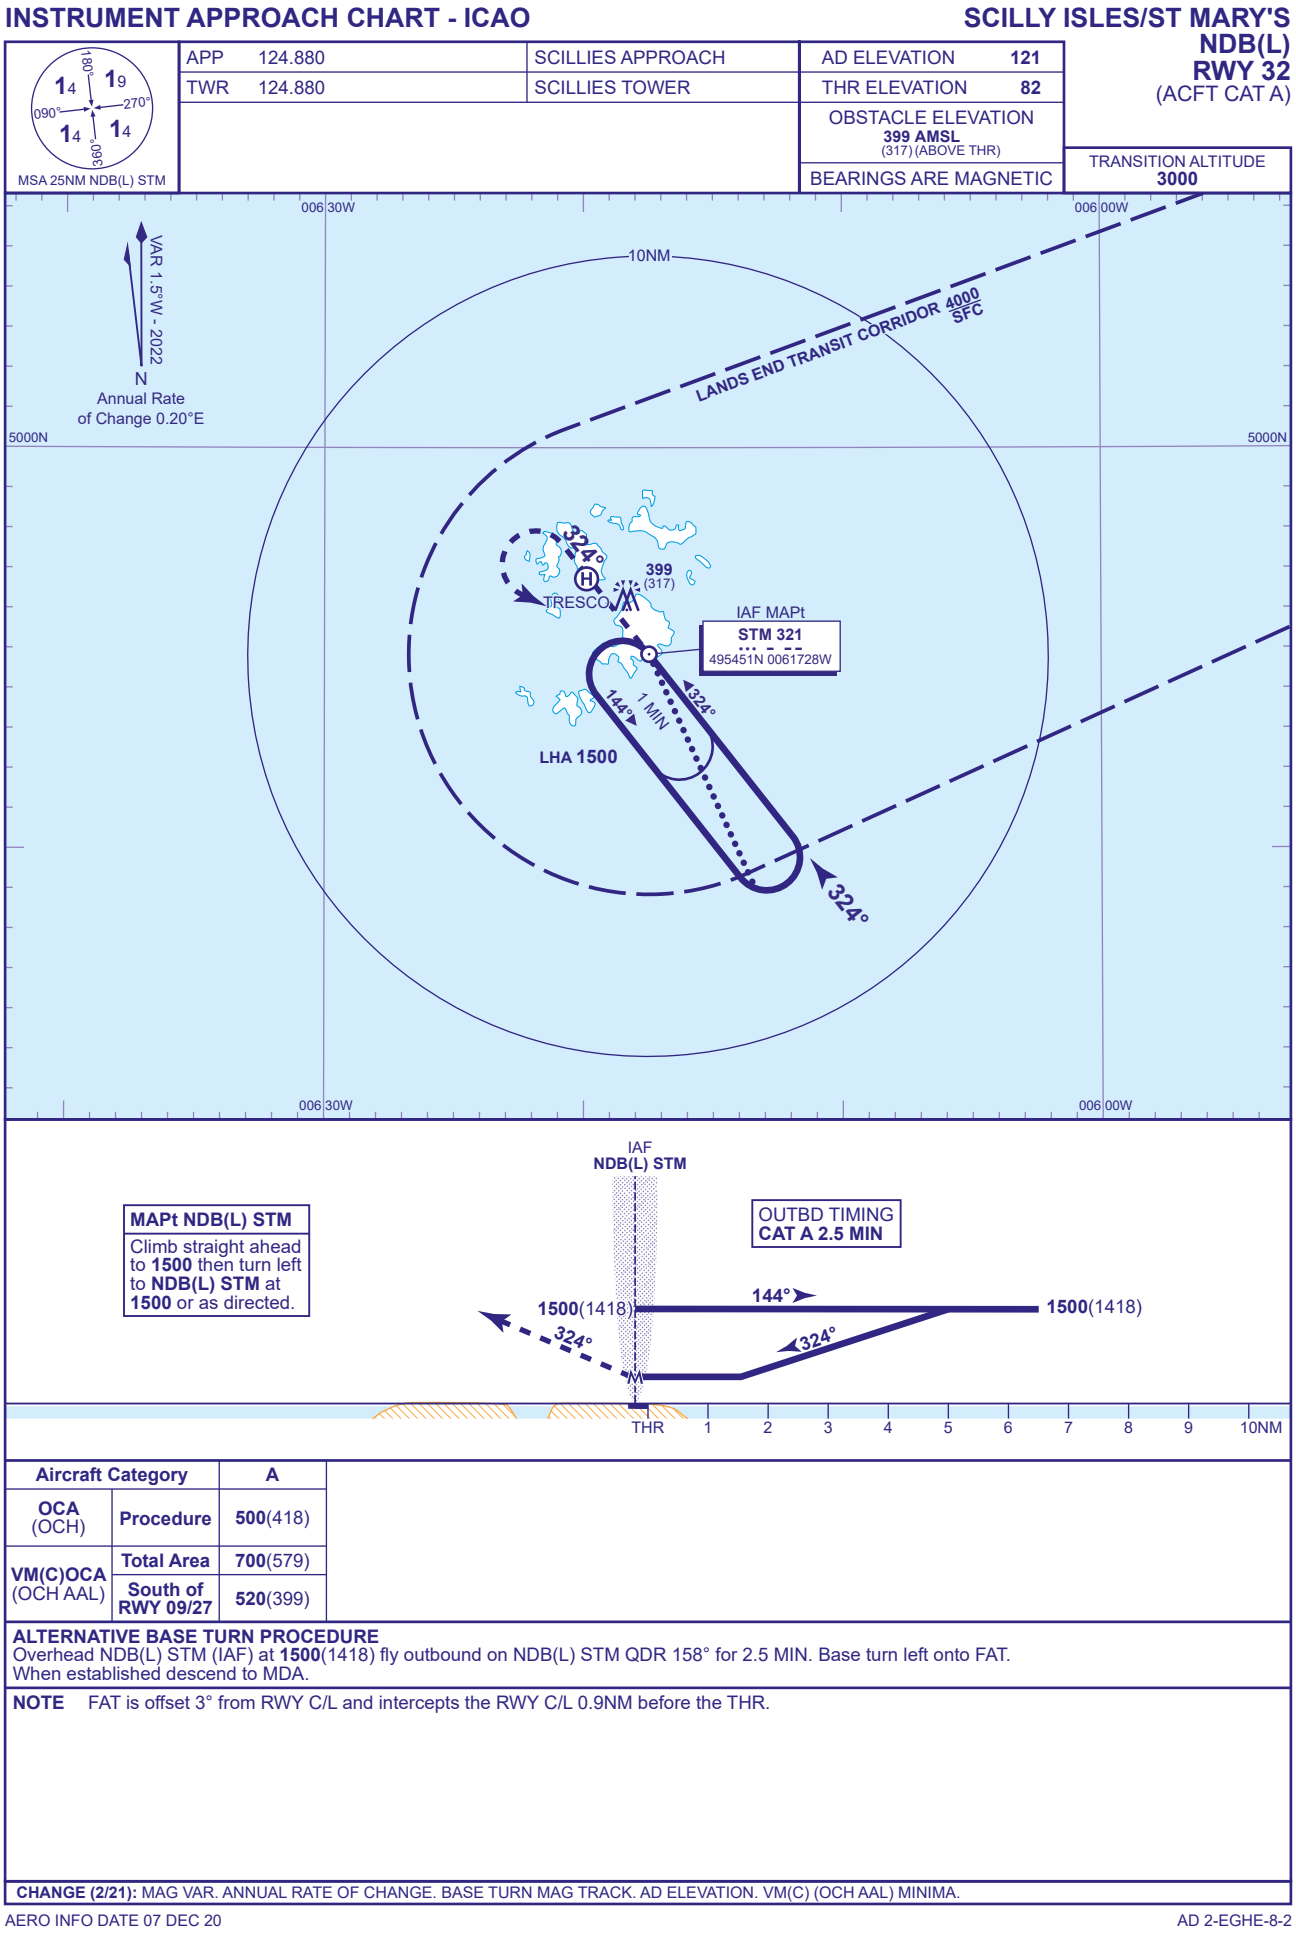 INSTRUMENT APPROACH CHART - ICAO
SCILLY ISLES/ST MARY'S
NDB(L)
RWY 32
(ACFT CAT A)
180°
14
19
090°
270°
14
14
360°
MSA 25NM NDB(L) STM
APP 124.880
SCILLIES APPROACH
TWR 124.880
SCILLIES TOWER
AD ELEVATION 121
THR ELEVATION 82
OBSTACLE ELEVATION
399 AMSL
(317) (ABOVE THR)
BEARINGS ARE MAGNETIC
TRANSITION ALTITUDE
3000
006 30W
006 00W
VAR 1.5°W - 2022
N
Annual Rate
of Change 0.20°E
10NM
LANDS END TRANSIT CORRIDOR 4000
SFC
5000N
5000N
324°
H
TRESCO
399
(317)
IAF MAPt
STM 321
495451N 0061728W
144°
1 MIN
324°
LHA 1500
324°
006 30W
006 00W
IAF
NDB(L) STM
MAPt NDB(L) STM
Climb straight ahead
to 1500 then turn left
to NDB(L) STM at
1500 or as directed.
OUTBD TIMING
CAT A 2.5 MIN
144°
1500(1418)
1500(1418)
324°
324°
M
THR 1 2 3 4 5 6 7 8 9 10NM
Aircraft Category A
OCA
(OCH)
Procedure 500(418)
VM(C)OCA
(OCH AAL)
Total Area 700(579)
South of
RWY 09/27
520(399)
ALTERNATIVE BASE TURN PROCEDURE
Overhead NDB(L) STM (IAF) at 1500(1418) fly outbound on NDB(L) STM QDR 158° for 2.5 MIN. Base turn left onto FAT.
When established descend to MDA.
NOTE FAT is offset 3° from RWY C/L and intercepts the RWY C/L 0.9NM before the THR.
CHANGE (2/21): MAG VAR. ANNUAL RATE OF CHANGE. BASE TURN MAG TRACK. AD ELEVATION. VM(C) (OCH AAL) MINIMA.
AERO INFO DATE 07 DEC 20
AD 2-EGHE-8-2